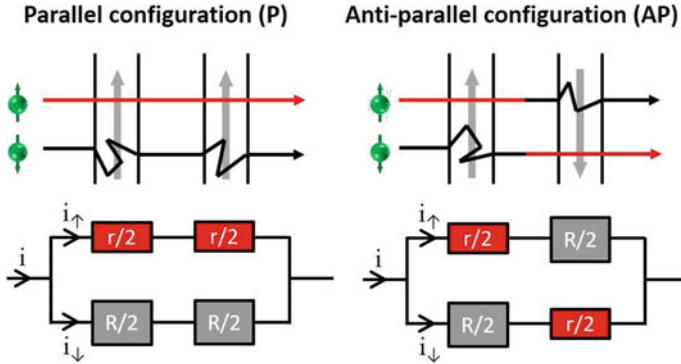 Parallel configuration (P) Anti-parallel configuration (AP)
i↑ i↑
r/2 r/2 r/2 R/2
i i
R/2 R/2 R/2 r/2
i↓ i↓